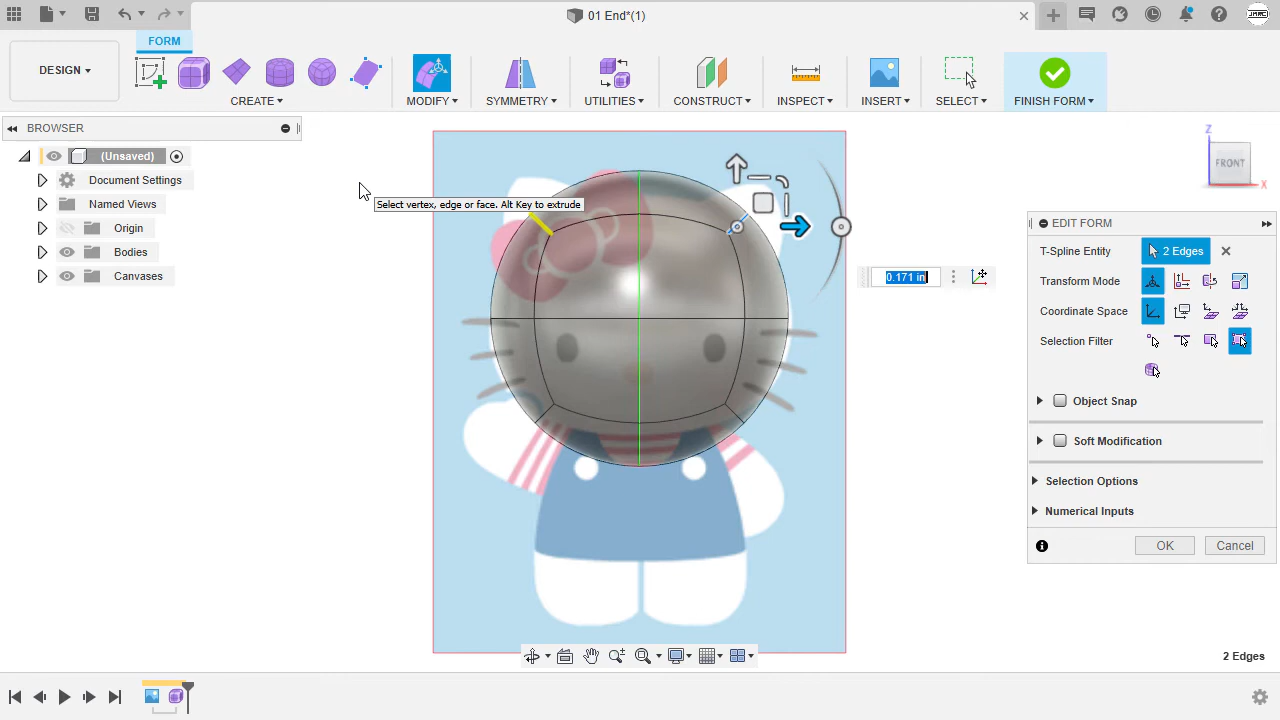 01 End*(1)
JMRC
FORM
DESIGN
CREATE
MODIFY
SYMMETRY
UTILITIES
CONSTRUCT
INSPECT
INSERT
SELECT
FINISH FORM
BROWSER
(Unsaved)
Document Settings
Named Views
Origin
Bodies
Canvases
Select vertex, edge or face. Alt Key to extrude
0.171 in
Z
FRONT
X
EDIT FORM
T-Spline Entity
2 Edges
Transform Mode
Coordinate Space
Selection Filter
Object Snap
Soft Modification
Selection Options
Numerical Inputs
OK
Cancel
2 Edges